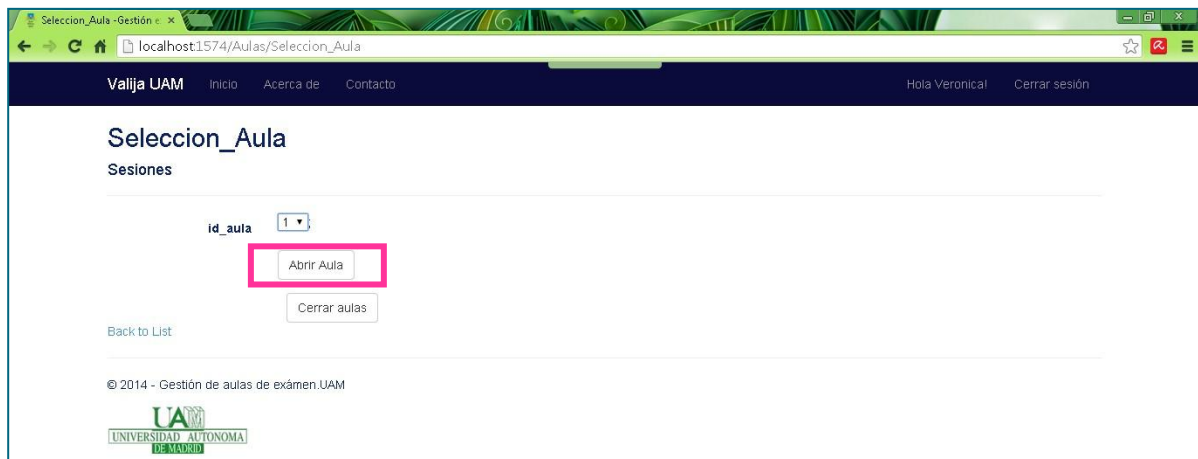 Seleccion_Aula -Gestión e:
localhost:1574/Aulas/Seleccion_Aula
Valija UAM Inicio Acerca de Contacto Hola Veronica! Cerrar sesión
Seleccion_Aula
Sesiones
id_aula 1 ;
Abrir Aula
Cerrar aulas
Back to List
© 2014 - Gestión de aulas de exámen.UAM
UAM
UNIVERSIDAD AUTONOMA
DE MADRID